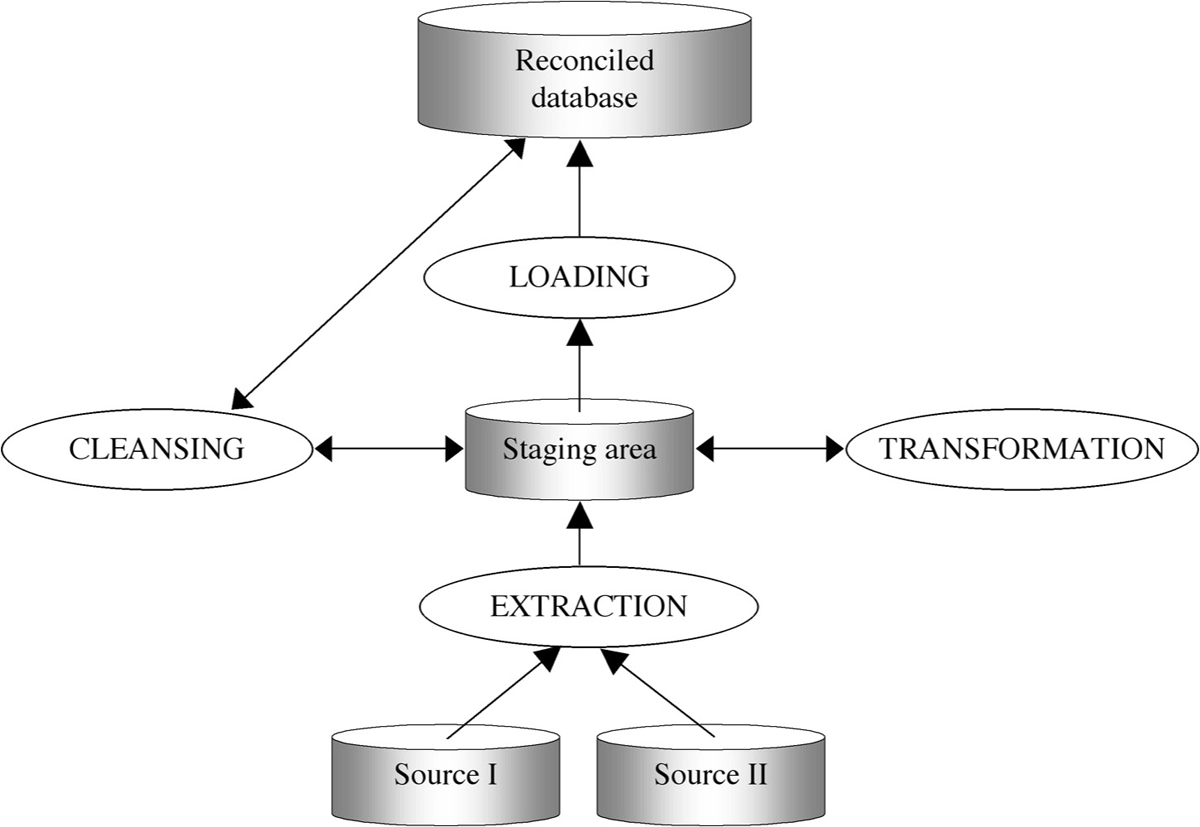 Reconciled
database
LOADING
CLEANSING
Staging area
TRANSFORMATION
EXTRACTION
Source I
Source II